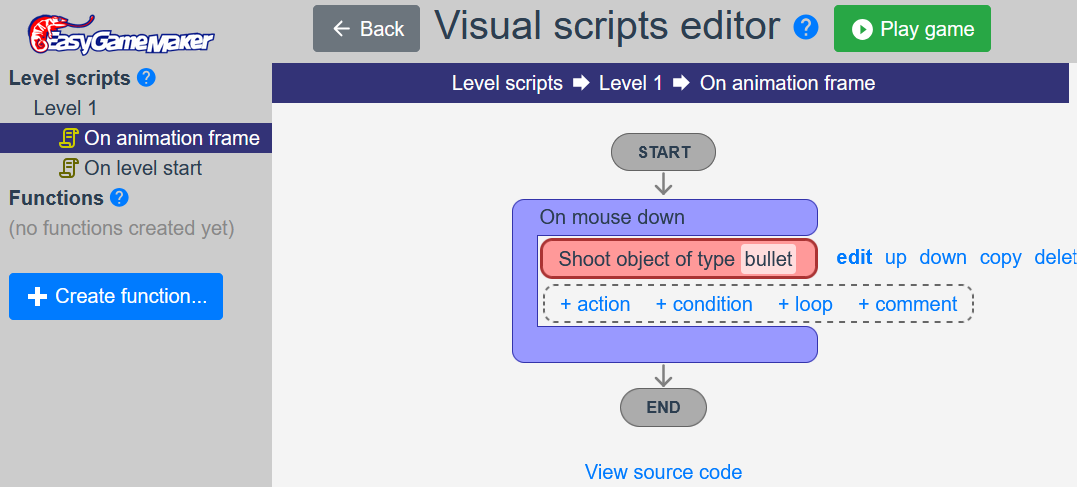 EasyGameMaker
← Back
Visual scripts editor ?
Play game
Level scripts ?
Level 1
On animation frame
On level start
Functions ?
(no functions created yet)
+ Create function...
Level scripts ➡ Level 1 ➡ On animation frame
START
On mouse down
Shoot object of type bullet
edit up down copy delet
+ action + condition + loop + comment
END
View source code